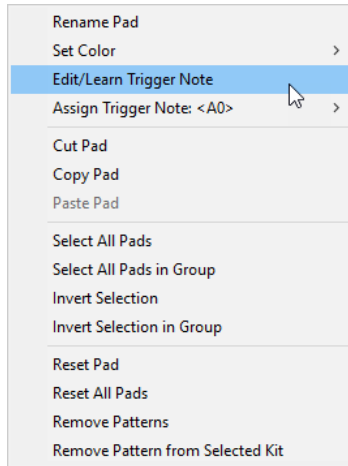 Rename Pad
Set Color
Edit/Learn Trigger Note
Assign Trigger Note: <A0>
Cut Pad
Copy Pad
Paste Pad
Select All Pads
Select All Pads in Group
Invert Selection
Invert Selection in Group
Reset Pad
Reset All Pads
Remove Patterns
Remove Pattern from Selected Kit